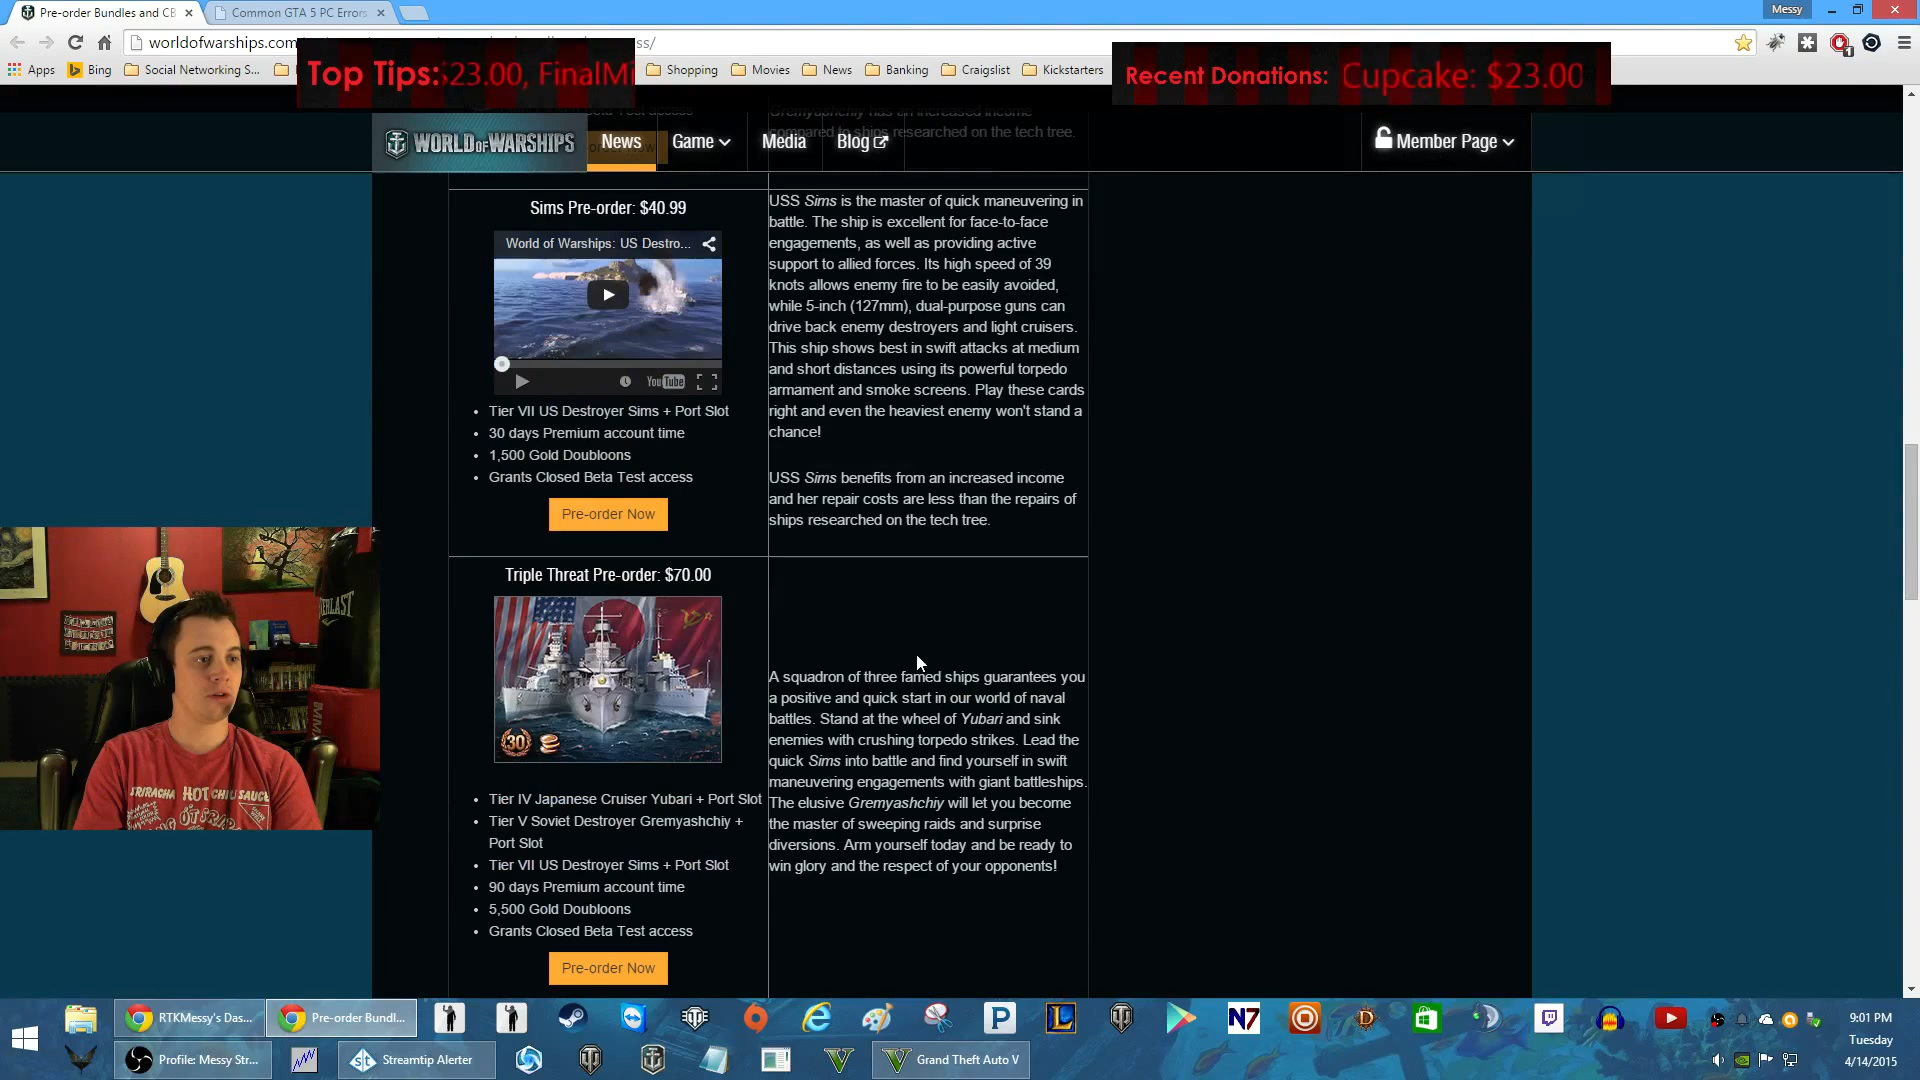 Pre-order Bundles and CB
Common GTA 5 PC Errors
Messy
worldofwarships.com
ss/
Top Tips: 23.00, FinalMi
Recent Donations: Cupcake: $23.00
Apps
Bing
Social Networking S...
Shopping
Movies
News
Banking
Craigslist
Kickstarters
Gremyashchiy has an increased income
compared to ships researched on the tech tree.
WORLD OF WARSHIPS
News
Game
Media
Blog
Member Page
Sims Pre-order: $40.99
World of Warships: US Destro...
YouTube
• Tier VII US Destroyer Sims + Port Slot
• 30 days Premium account time
• 1,500 Gold Doubloons
• Grants Closed Beta Test access
Pre-order Now
USS Sims is the master of quick maneuvering in
battle. The ship is excellent for face-to-face
engagements, as well as providing active
support to allied forces. Its high speed of 39
knots allows enemy fire to be easily avoided,
while 5-inch (127mm), dual-purpose guns can
drive back enemy destroyers and light cruisers.
This ship shows best in swift attacks at medium
and short distances using its powerful torpedo
armament and smoke screens. Play these cards
right and even the heaviest enemy won't stand a
chance!
USS Sims benefits from an increased income
and her repair costs are less than the repairs of
ships researched on the tech tree.
Triple Threat Pre-order: $70.00
30
• Tier IV Japanese Cruiser Yubari + Port Slot
• Tier V Soviet Destroyer Gremyashchiy +
Port Slot
• Tier VII US Destroyer Sims + Port Slot
• 90 days Premium account time
• 5,500 Gold Doubloons
• Grants Closed Beta Test access
Pre-order Now
A squadron of three famed ships guarantees you
a positive and quick start in our world of naval
battles. Stand at the wheel of Yubari and sink
enemies with crushing torpedo strikes. Lead the
quick Sims into battle and find yourself in swift
maneuvering engagements with giant battleships.
The elusive Gremyashchiy will let you become
the master of sweeping raids and surprise
diversions. Arm yourself today and be ready to
win glory and the respect of your opponents!
EVERLAST
SRIRACHA HOT CHILI SAUCE
RTKMessy's Das...
Pre-order Bundl...
N7
9:01 PM
Tuesday
4/14/2015
Profile: Messy Str...
st
Streamtip Alerter
Grand Theft Auto V